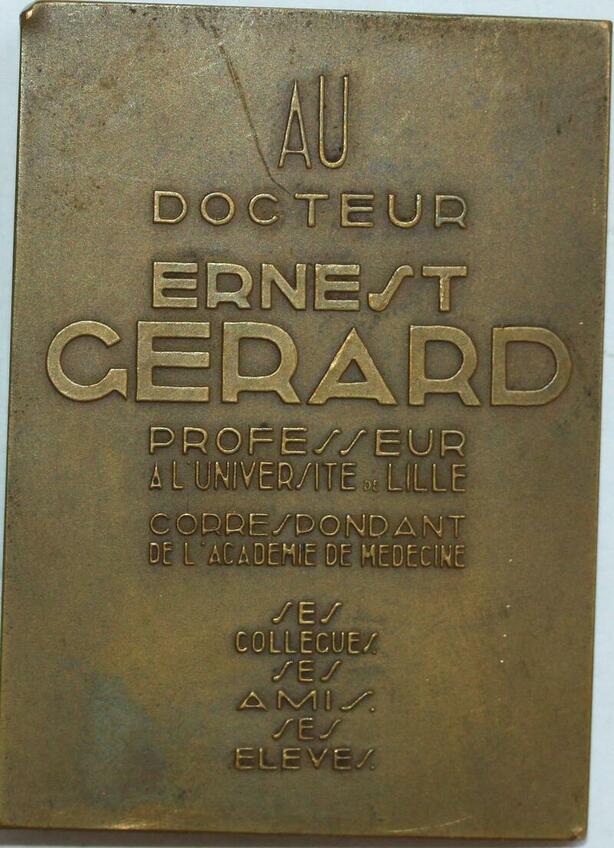 AU
DOCTEUR
ERNEST
GERARD
PROFESSEUR
A L'UNIVERSITE DE LILLE
CORRESPONDANT
DE L'ACADEMIE DE MEDECINE
SES
COLLEGUES.
SES
AMIS.
SES
ELEVES.